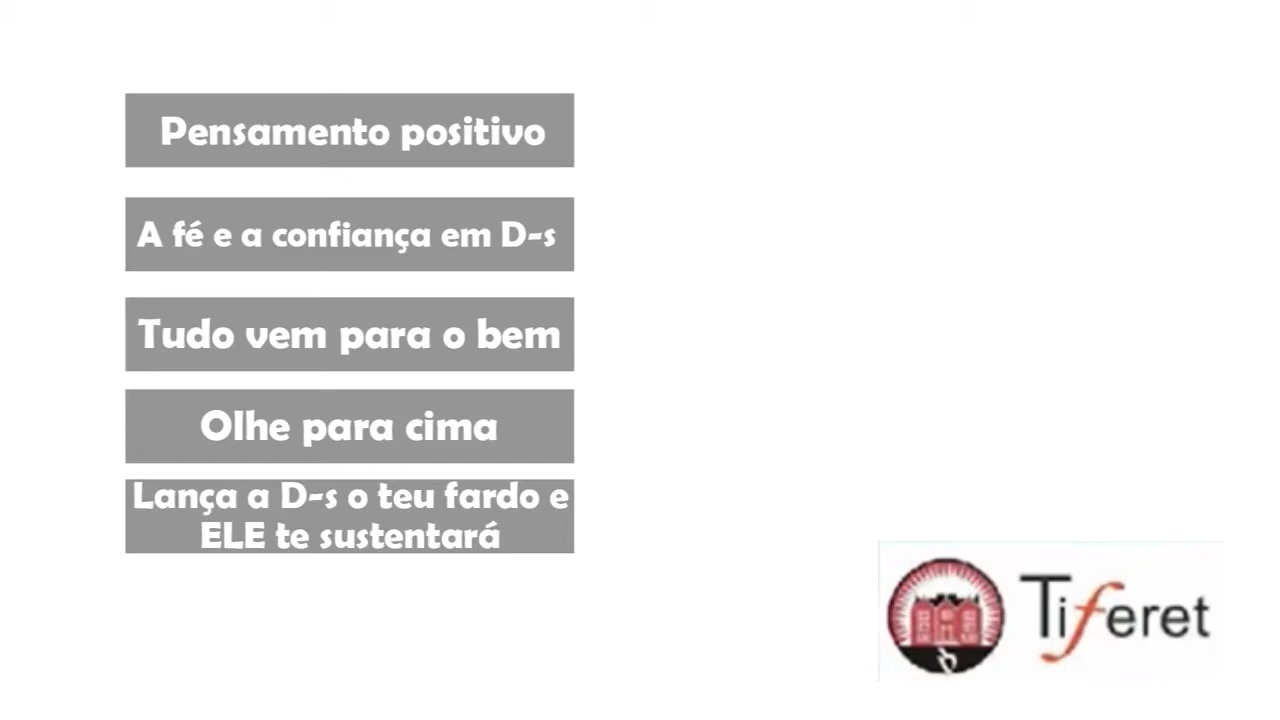 Pensamento positivo
A fé e a confiança em D-s
Tudo vem para o bem
Olhe para cima
Lança a D-s o teu fardo e
ELE te sustentará
Tiferet